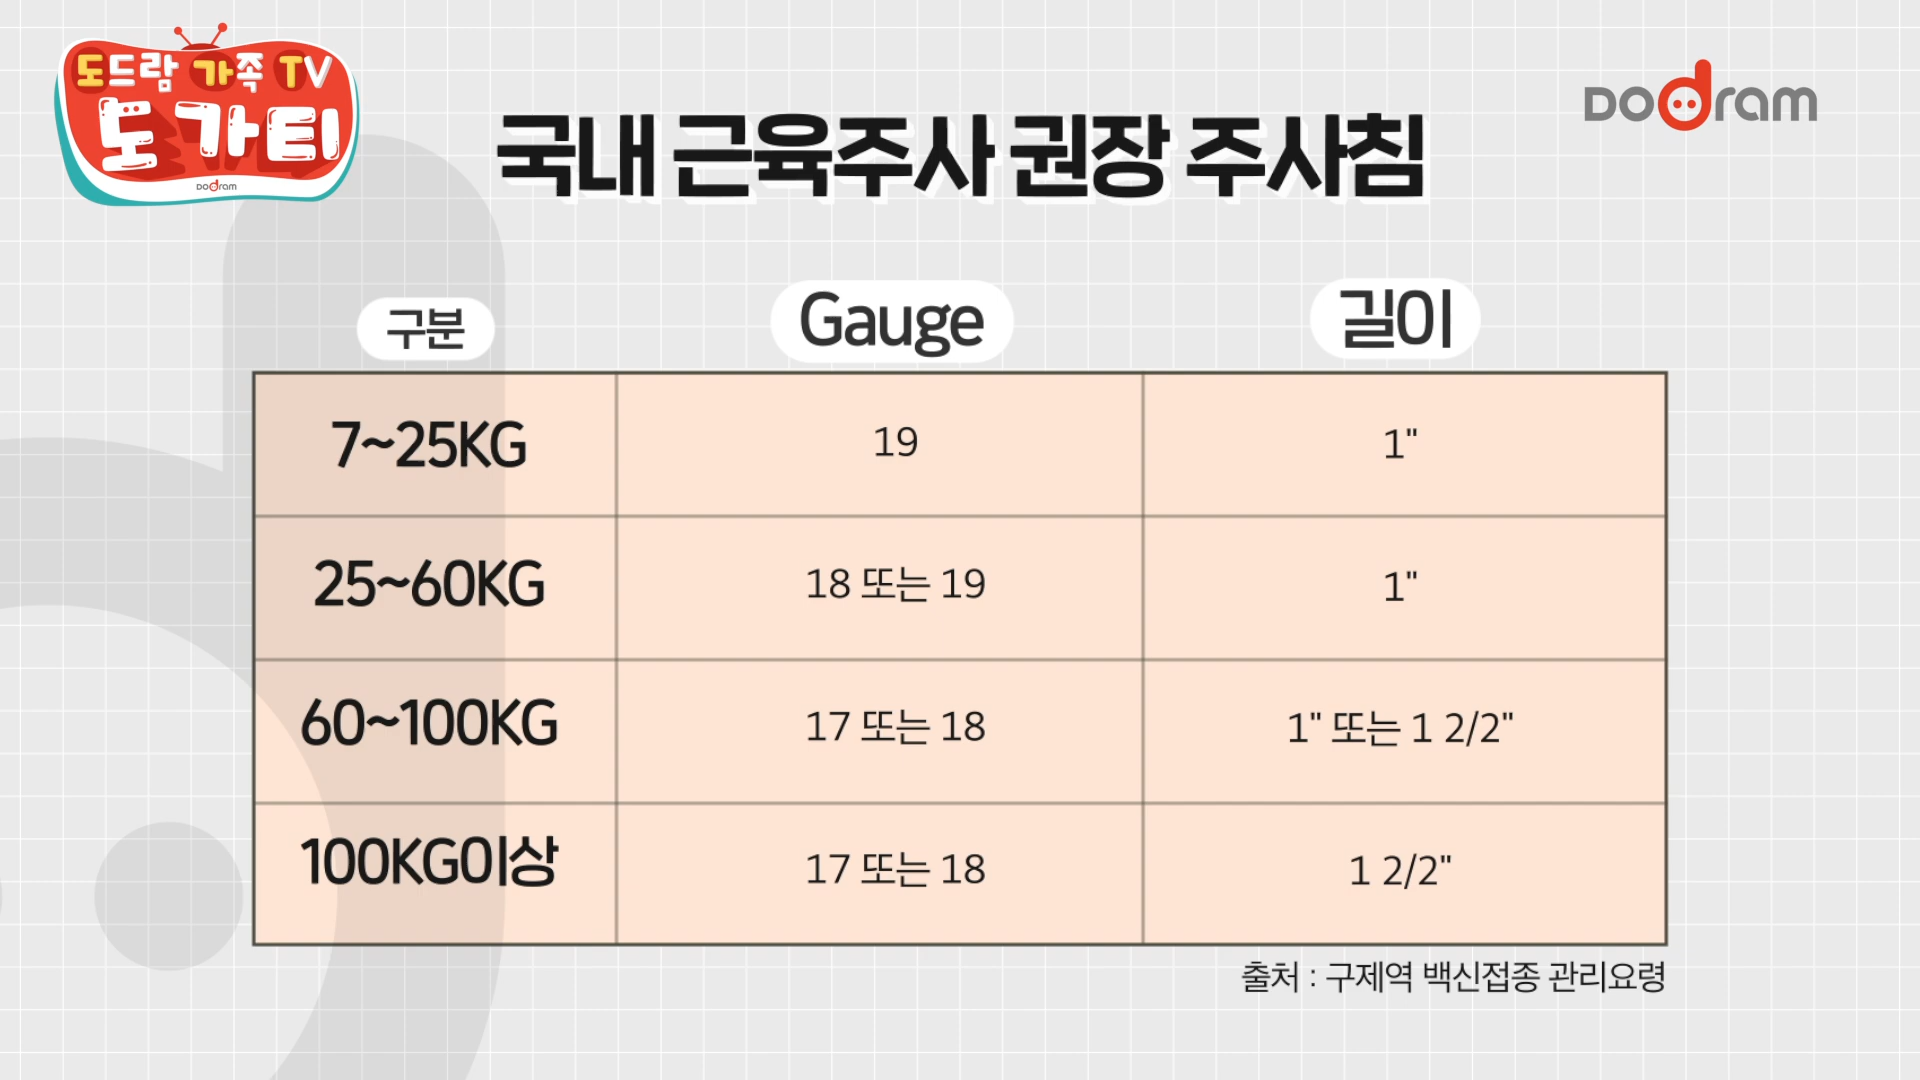 도드람 가족 TV
도가티
DODRAM
DODRAM
국내 근육주사 권장 주사침
구분 Gauge 길이
7~25KG 19 1"
25~60KG 18 또는 19 1"
60~100KG 17 또는 18 1" 또는 1 2/2"
100KG이상 17 또는 18 1 2/2"
출처 : 구제역 백신접종 관리요령